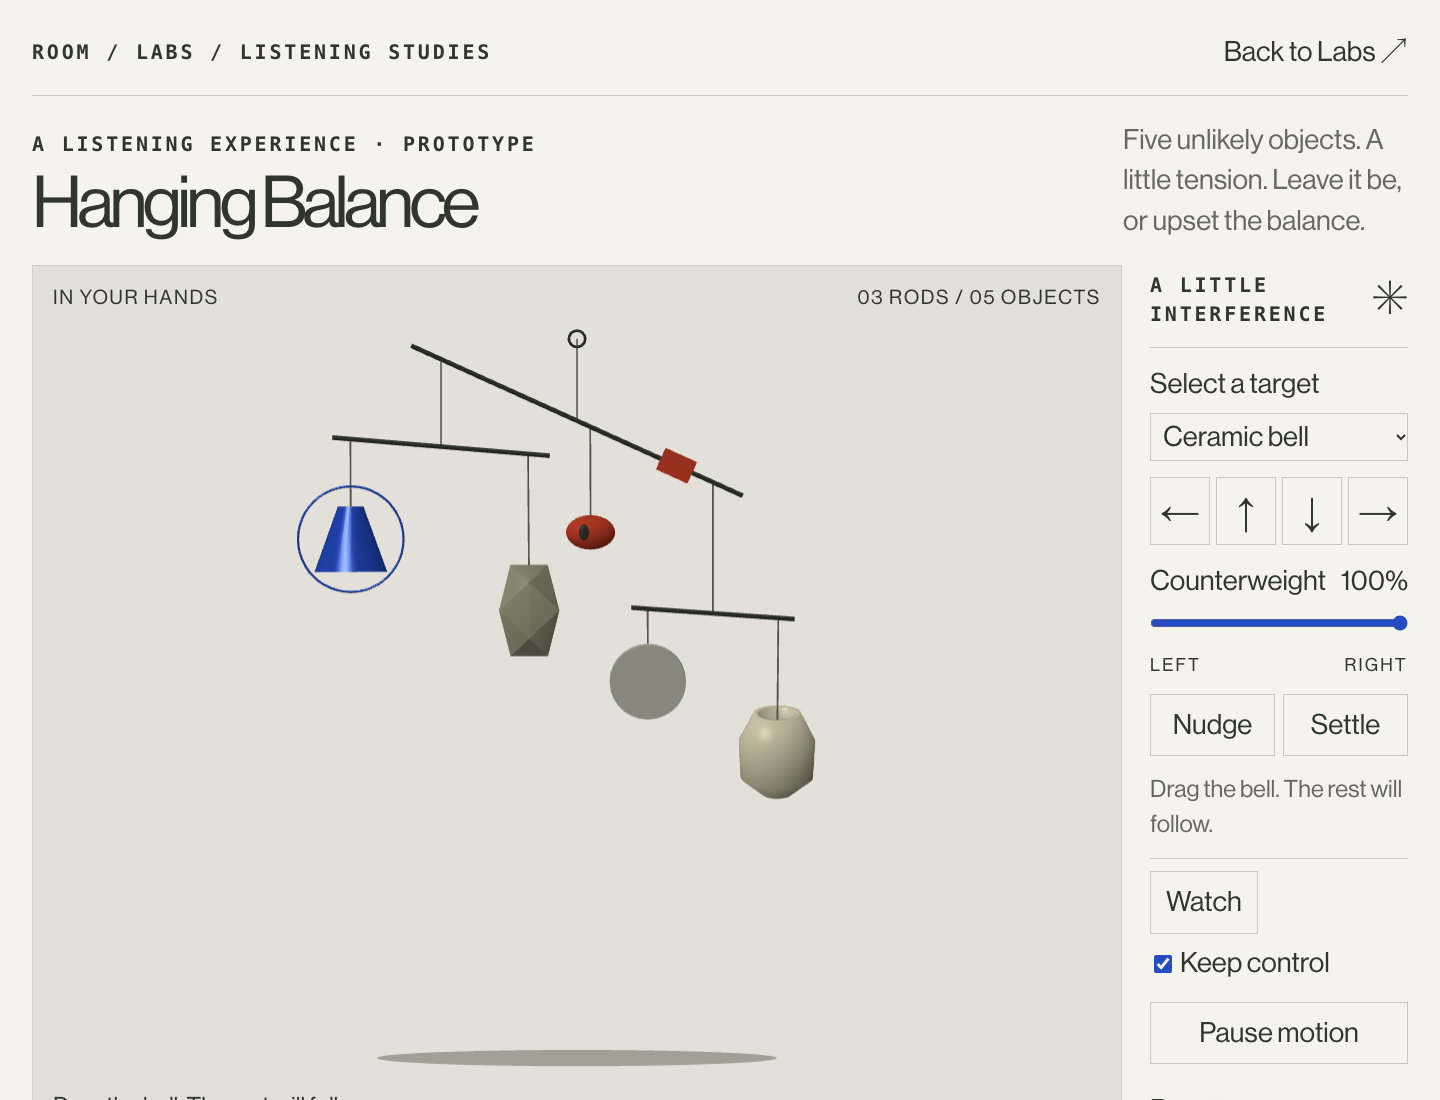 ROOM / LABS / LISTENING STUDIES
Back to Labs ↗
A LISTENING EXPERIENCE · PROTOTYPE
Hanging Balance
Five unlikely objects. A
little tension. Leave it be,
or upset the balance.
IN YOUR HANDS
03 RODS / 05 OBJECTS
A LITTLE
INTERFERENCE
Select a target
Ceramic bell
← ↑ ↓ →
Counterweight 100%
LEFT RIGHT
Nudge Settle
Drag the bell. The rest will
follow.
Watch
Keep control
Pause motion